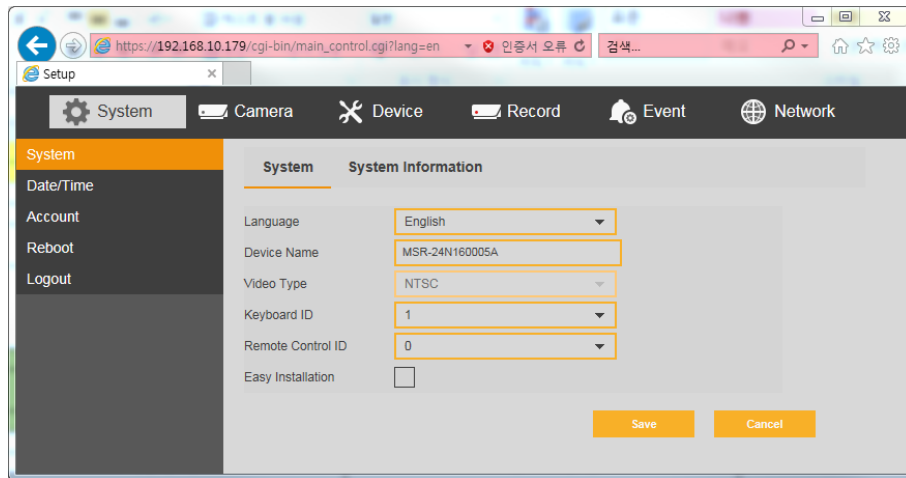 https://192.168.10.179/cgi-bin/main_control.cgi?lang=en 인증서 오류 검색...
Setup
System Camera Device Record Event Network
System
Date/Time
Account
Reboot
Logout
System System Information
Language English
Device Name MSR-24N160005A
Video Type NTSC
Keyboard ID 1
Remote Control ID 0
Easy Installation
Save Cancel